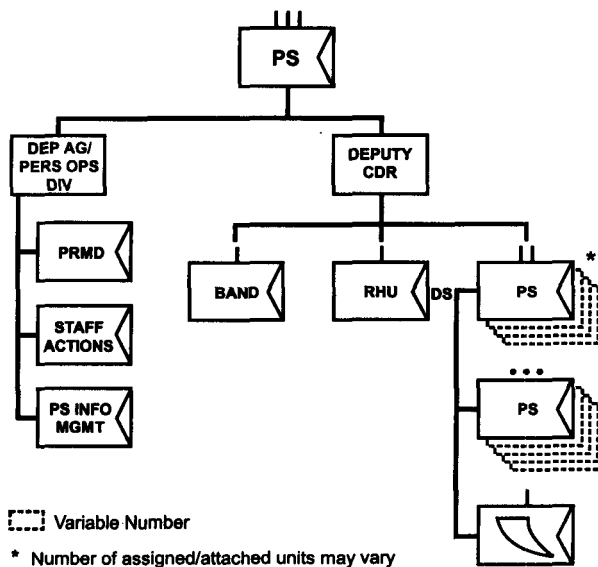 PS
DEP AG/
PERS OPS
DIV
DEPUTY
CDR
PRMD
STAFF
ACTIONS
PS INFO
MGMT
BAND
RHU
DS
PS
*
PS
Variable Number
* Number of assigned/attached units may vary